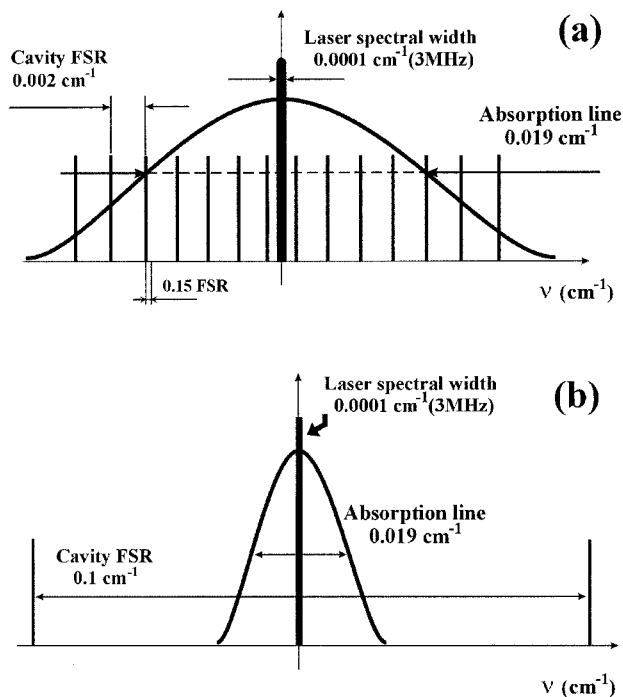 (a)
Laser spectral width
0.0001 cm⁻¹(3MHz)
Cavity FSR
0.002 cm⁻¹
Absorption line
0.019 cm⁻¹
0.15 FSR
ν (cm⁻¹)
(b)
Laser spectral width
0.0001 cm⁻¹(3MHz)
Absorption line
0.019 cm⁻¹
Cavity FSR
0.1 cm⁻¹
ν (cm⁻¹)